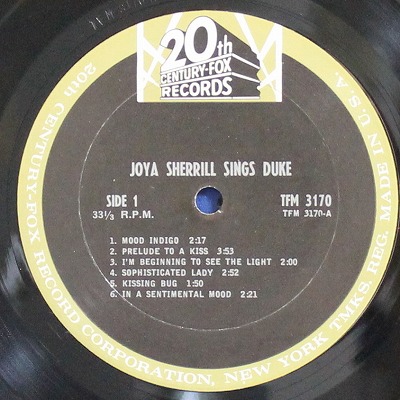 20th
CENTURY-FOX
RECORDS
JOYA SHERRILL SINGS DUKE
SIDE 1
33⅓ R.P.M.
TFM 3170
TFM 3170-A
1. MOOD INDIGO 2:17
2. PRELUDE TO A KISS 3:53
3. I'M BEGINNING TO SEE THE LIGHT 2:00
4. SOPHISTICATED LADY 2:52
5. KISSING BUG 1:50
6. IN A SENTIMENTAL MOOD 2:21
20th CENTURY-FOX RECORD CORPORATION, NEW YORK TMKS. REG. MADE IN U.S.A.